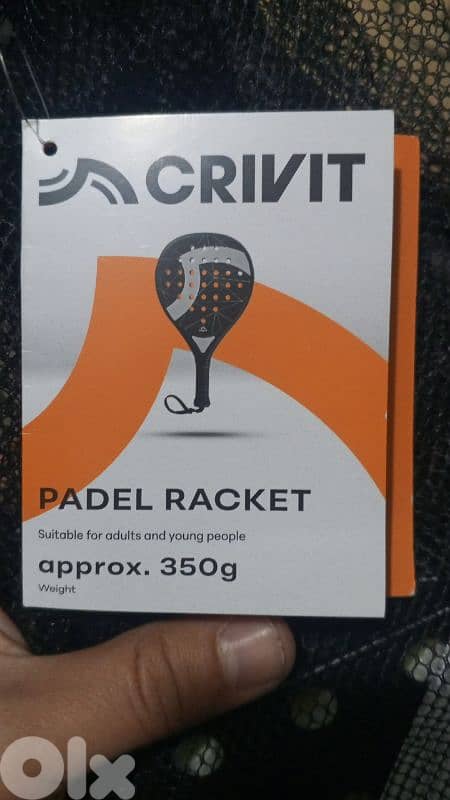 CRIVIT
PADEL RACKET
Suitable for adults and young people
approx. 350g
Weight
OLX